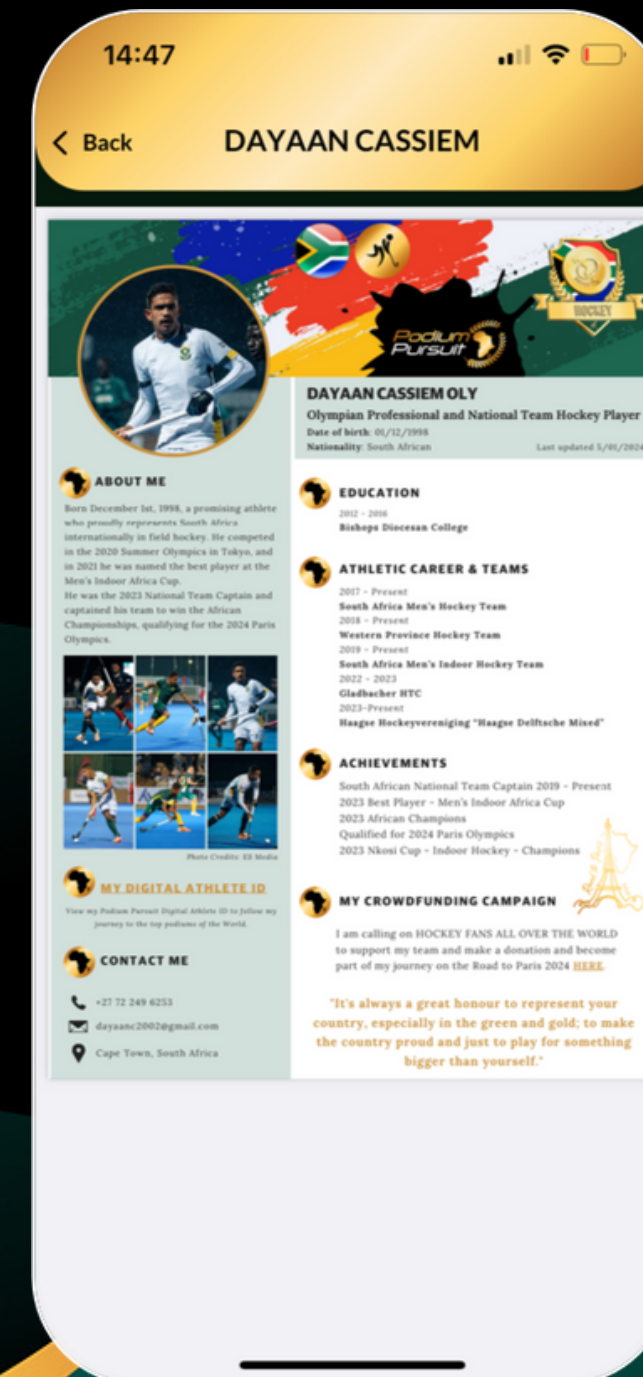 14:47
Back
DAYAAN CASSIEM
Podium
Pursuit
HOCKEY
DAYAAN CASSIEM OLY
Olympian Professional and National Team Hockey Player
Date of birth: 01/12/1998
Nationality: South African
Last updated 5/01/2024
ABOUT ME
Born December 1st, 1998, a promising athlete
who proudly represents South Africa
internationally in field hockey. He competed
in the 2020 Summer Olympics in Tokyo, and
in 2021 he was named the best player at the
Men's Indoor Africa Cup.
He was the 2023 National Team Captain and
captained his team to win the African
Championships, qualifying for the 2024 Paris
Olympics.
Photo Credits: ES Media
MY DIGITAL ATHLETE ID
View my Podium Pursuit Digital Athlete ID to follow my
journey to the top podiums of the World.
CONTACT ME
+27 72 249 6253
dayaanc2002@gmail.com
Cape Town, South Africa
EDUCATION
2012 - 2016
Bishops Diocesan College
ATHLETIC CAREER & TEAMS
2017 - Present
South Africa Men's Hockey Team
2018 - Present
Western Province Hockey Team
2019 - Present
South Africa Men's Indoor Hockey Team
2022 - 2023
Gladbacher HTC
2023-Present
Haagse Hockeyvereniging "Haagse Delftsche Mixed"
ACHIEVEMENTS
South African National Team Captain 2019 - Present
2023 Best Player - Men's Indoor Africa Cup
2023 African Champions
Qualified for 2024 Paris Olympics
2023 Nkosi Cup - Indoor Hockey - Champions
MY CROWDFUNDING CAMPAIGN
I am calling on HOCKEY FANS ALL OVER THE WORLD
to support my team and make a donation and become
part of my journey on the Road to Paris 2024 HERE.
"It's always a great honour to represent your
country, especially in the green and gold; to make
the country proud and just to play for something
bigger than yourself."